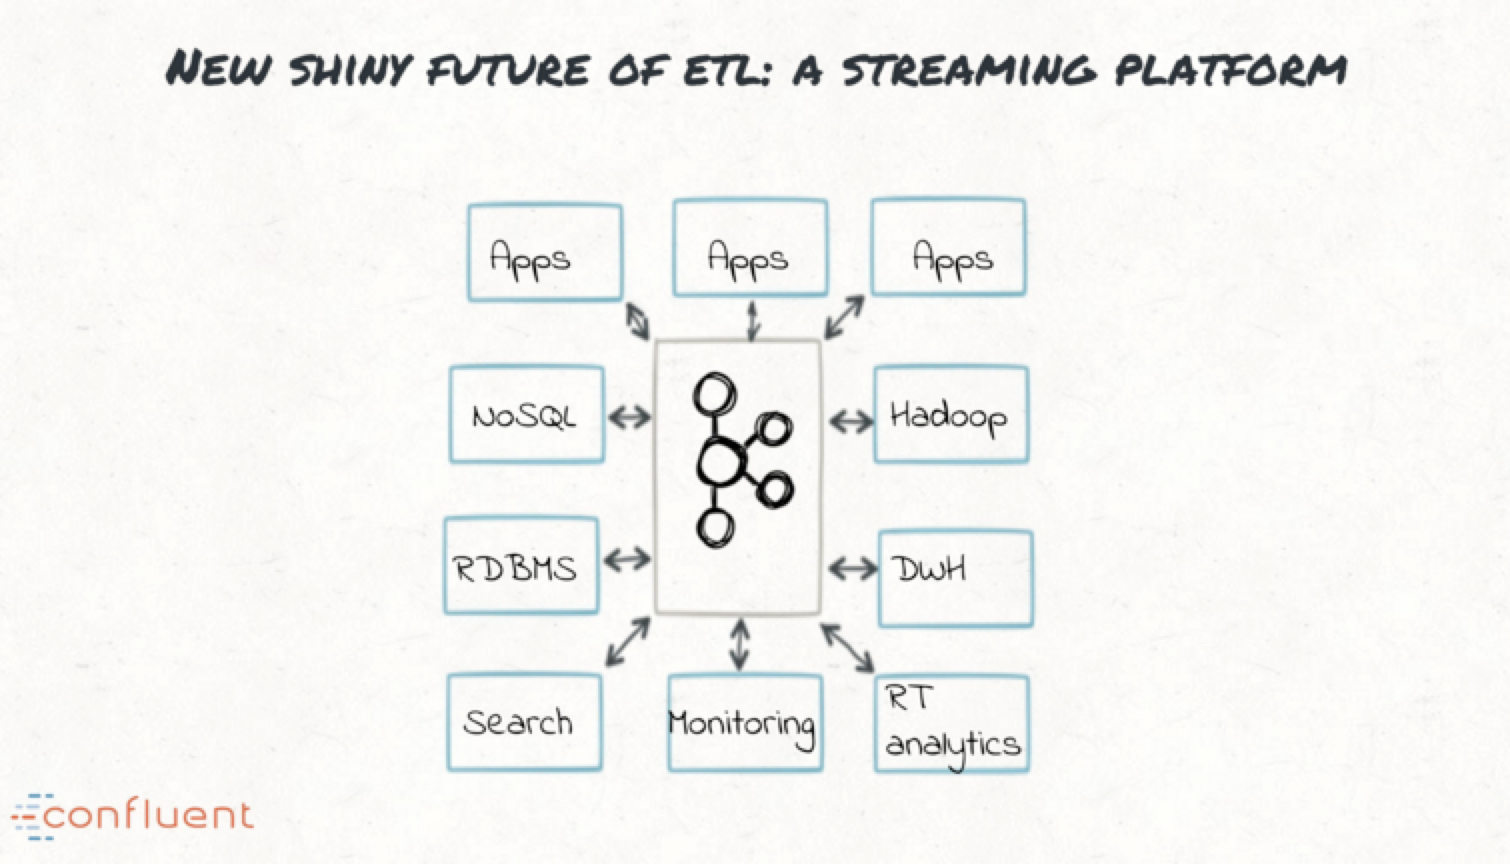 New shiny future of etl: a streaming platform
Apps
Apps
Apps
NoSQL
Hadoop
RDBMS
DWH
Search
Monitoring
RT
analytics
confluent